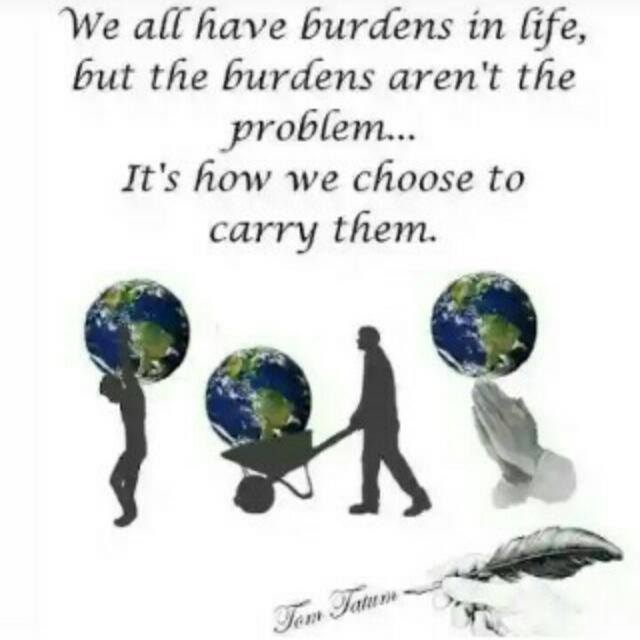 We all have burdens in life,
but the burdens aren't the
problem...
It's how we choose to
carry them.
Tom Tatum